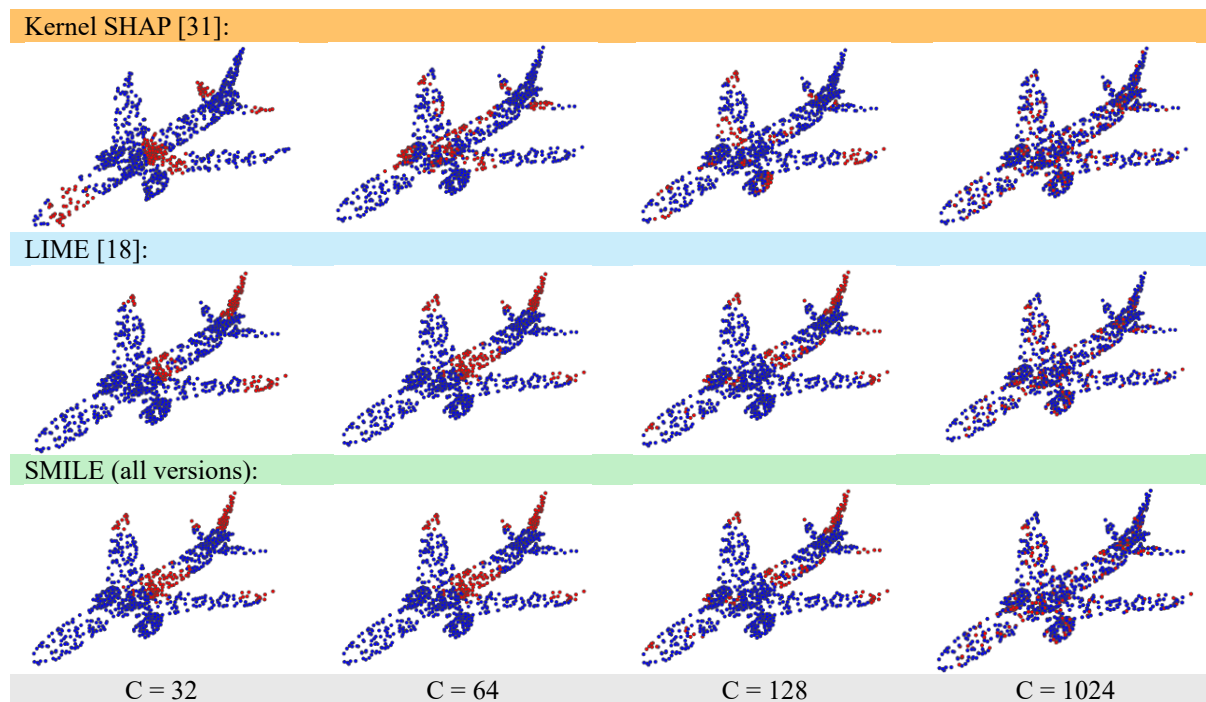 Kernel SHAP [31]:
LIME [18]:
SMILE (all versions):
C = 32 C = 64 C = 128 C = 1024